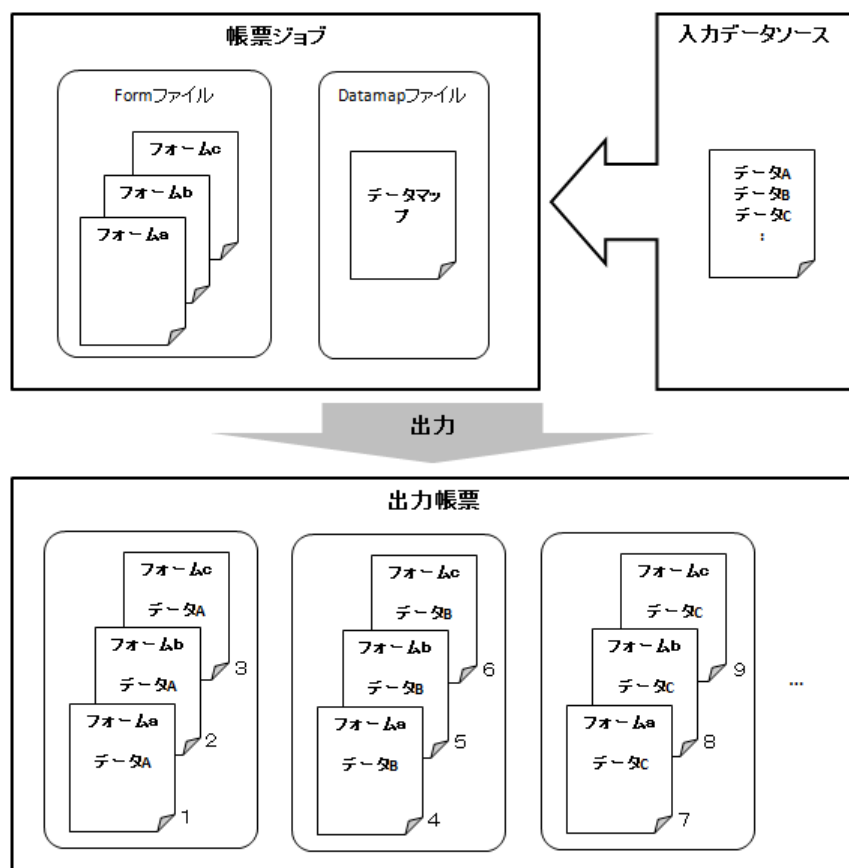 帳票ジョブ
Formファイル
フォームc
フォームb
フォームa
Datamapファイル
データマッ
プ
入力データソース
データA
データB
データC
:
出力
出力帳票
フォームc
データA
3
フォームb
データA
2
フォームa
データA
1
フォームc
データB
6
フォームb
データB
5
フォームa
データB
4
フォームc
データC
9
フォームb
データC
8
フォームa
データC
7
...